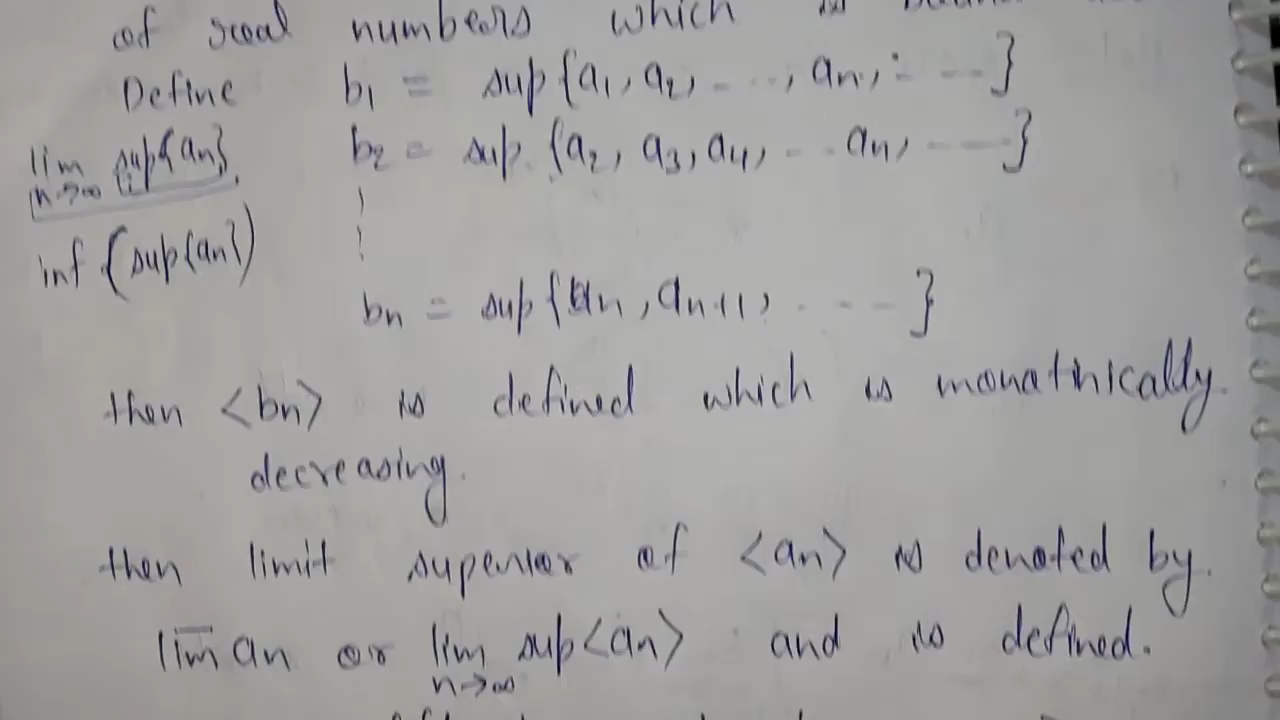 of real numbers which is
Define b₁ = sup{a₁, a₂, ..., aₙ, ...}
lim sup{aₙ}
n→∞
b₂ = sup {a₂, a₃, a₄, ... aₙ, ...}
inf {sup{aₙ})
bₙ = sup{aₙ, aₙ₊₁, ...}
then <bₙ> is defined which is monothically
decreasing.
then limit superior of <aₙ> is denoted by.
l̅i̅m̅ aₙ or lim sup<aₙ> and is defined.
n→∞